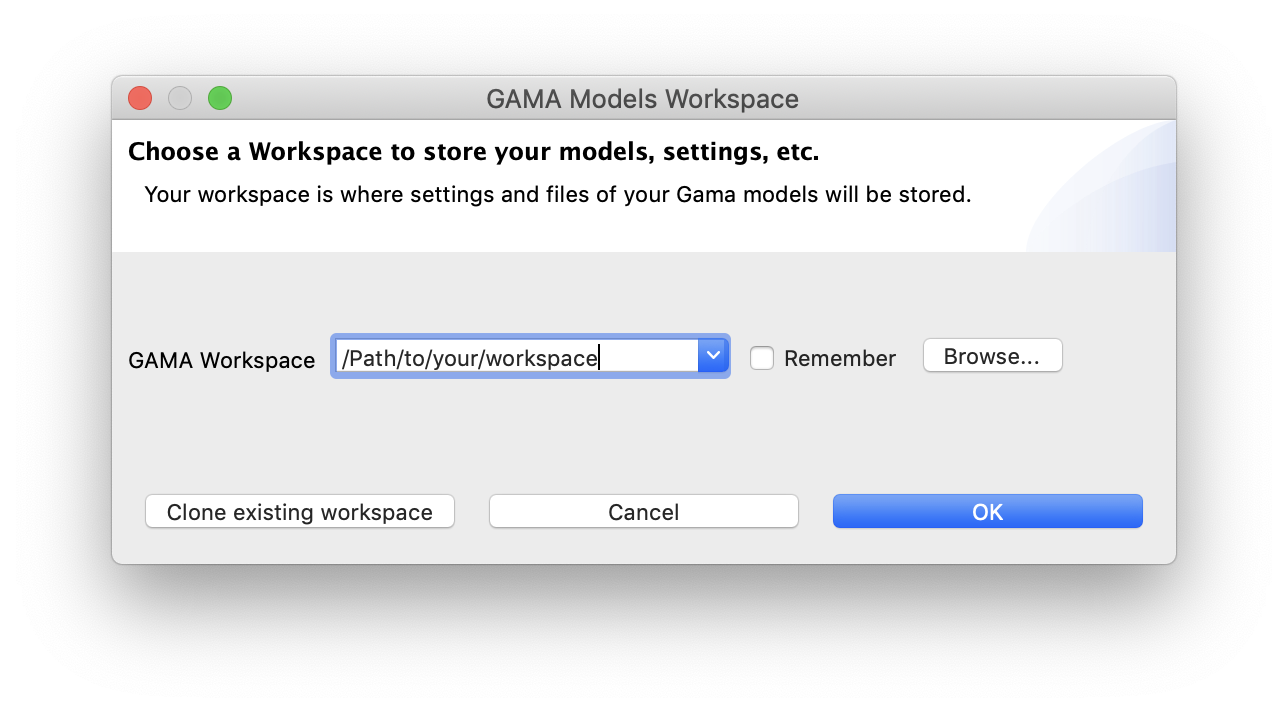 GAMA Models Workspace
Choose a Workspace to store your models, settings, etc.
Your workspace is where settings and files of your Gama models will be stored.
GAMA Workspace /Path/to/your/workspace Remember Browse...
Clone existing workspace Cancel OK